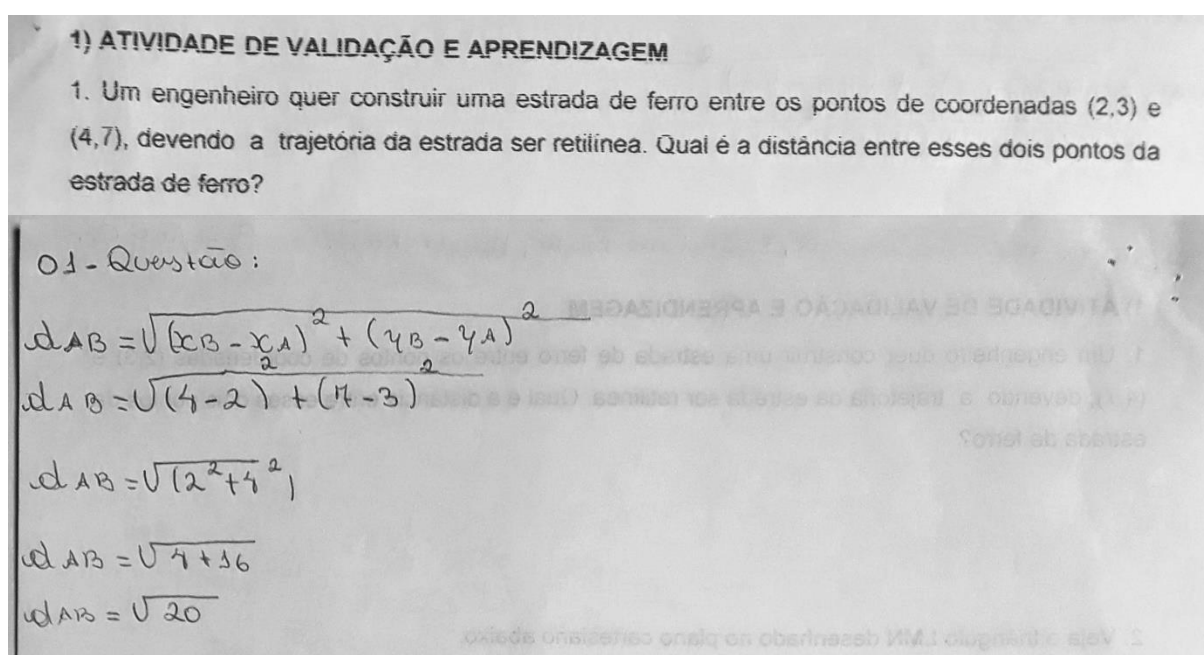 1) ATIVIDADE DE VALIDAÇÃO E APRENDIZAGEM
1. Um engenheiro quer construir uma estrada de ferro entre os pontos de coordenadas (2,3) e
(4,7), devendo a trajetória da estrada ser retilínea. Qual é a distância entre esses dois pontos da
estrada de ferro?
01 - Questão:
dAB = √(xB - xA)² + (yB - yA)²
dAB = √(4-2)² + (7-3)²
dAB = √(2² + 4²)
dAB = √4 + 16
dAB = √20